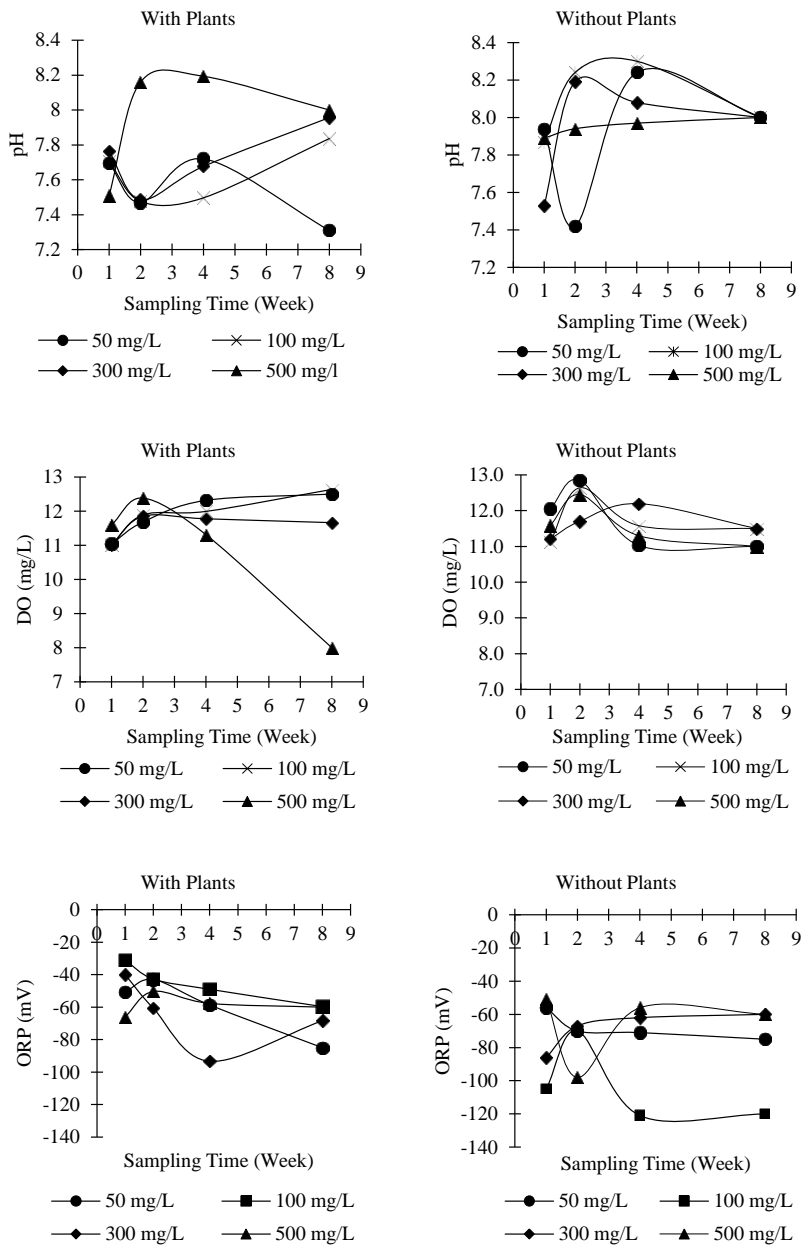 With Plants
8.4
8.2
8.0
7.8
7.6
7.4
7.2
pH
0 1 2 3 4 5 6 7 8 9
Sampling Time (Week)
50 mg/L 100 mg/L
300 mg/L 500 mg/l
Without Plants
8.4
8.2
8.0
7.8
7.6
7.4
7.2
pH
0 1 2 3 4 5 6 7 8 9
Sampling Time (Week)
50 mg/L 100 mg/L
300 mg/L 500 mg/L
With Plants
13
12
11
10
9
8
7
DO (mg/L)
0 1 2 3 4 5 6 7 8 9
Sampling Time (Week)
50 mg/L 100 mg/L
300 mg/L 500 mg/L
Without Plants
13.0
12.0
11.0
10.0
9.0
8.0
7.0
DO (mg/L)
0 1 2 3 4 5 6 7 8 9
Sampling Time (Week)
50 mg/L 100 mg/L
300 mg/L 500 mg/L
With Plants
0
0 1 2 3 4 5 6 7 8 9
-20
-40
-60
-80
-100
-120
-140
ORP (mV)
Sampling Time (Week)
50 mg/L 100 mg/L
300 mg/L 500 mg/L
Without Plants
0
0 1 2 3 4 5 6 7 8 9
-20
-40
-60
-80
-100
-120
-140
ORP (mV)
Sampling Time (Week)
50 mg/L 100 mg/L
300 mg/L 500 mg/L